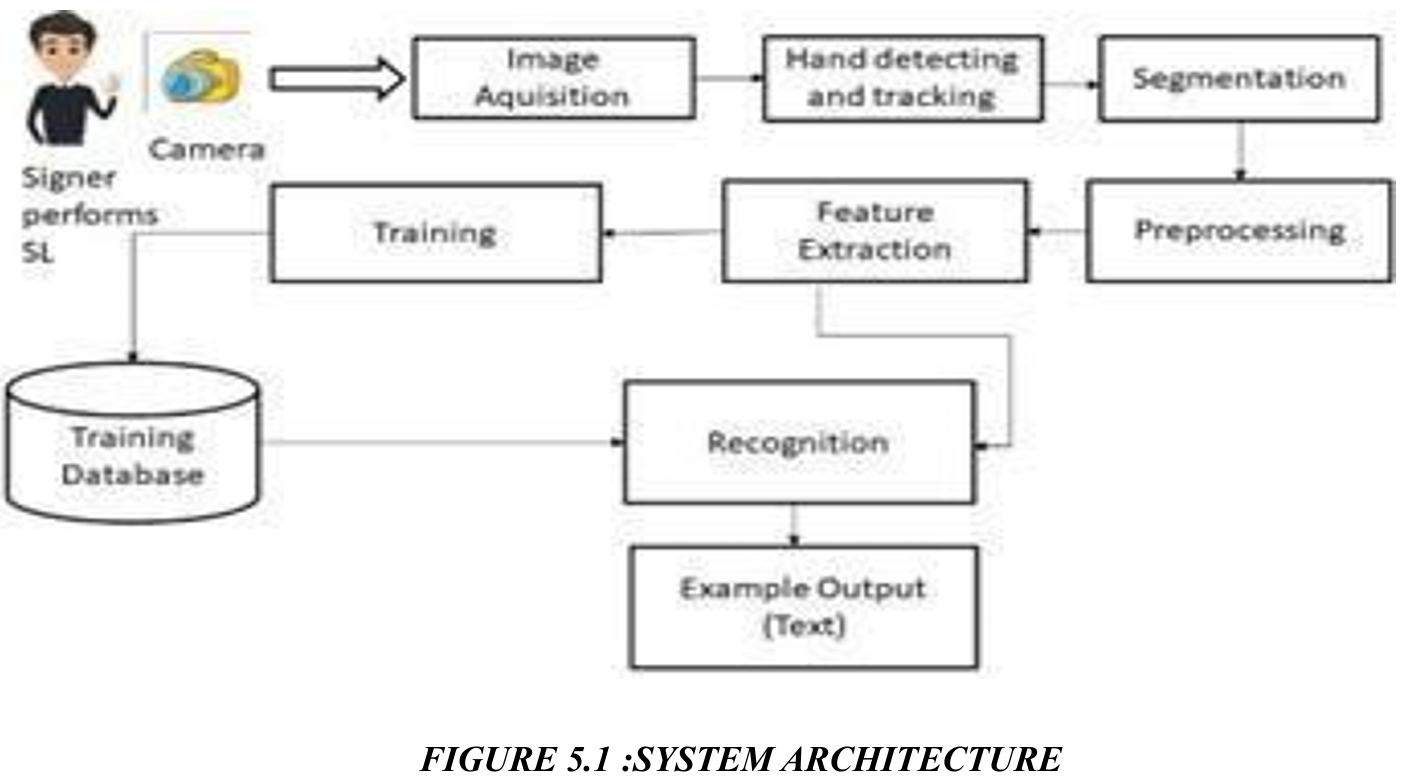 Image
Aquisition
Hand detecting
and tracking
Segmentation
Camera
Signer
performs
SL
Training
Feature
Extraction
Preprocessing
Training
Database
Recognition
Example Output
(Text)
FIGURE 5.1 :SYSTEM ARCHITECTURE